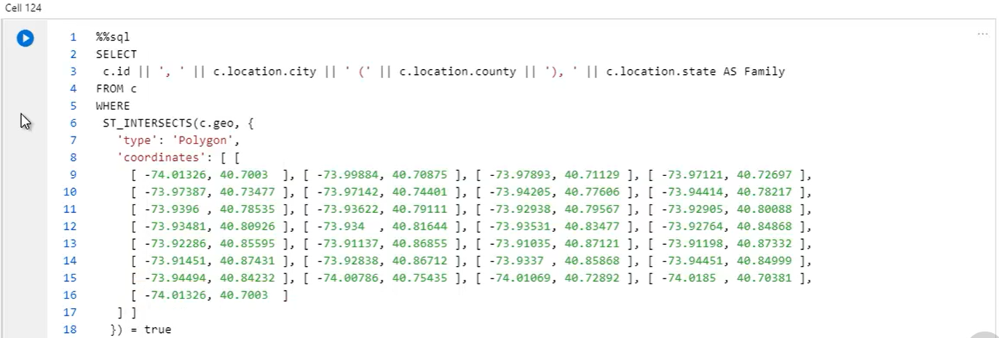 Cell 124
1 %%sql
2 SELECT
3 c.id || ', ' || c.location.city || ' (' || c.location.county || '), ' || c.location.state AS Family
4 FROM c
5 WHERE
6 ST_INTERSECTS(c.geo, {
7 'type': 'Polygon',
8 'coordinates': [ [
9 [ -74.01326, 40.7003 ], [ -73.99884, 40.70875 ], [ -73.97893, 40.71129 ], [ -73.97121, 40.72697 ],
10 [ -73.97387, 40.73477 ], [ -73.97142, 40.74401 ], [ -73.94205, 40.77606 ], [ -73.94414, 40.78217 ],
11 [ -73.9396 , 40.78535 ], [ -73.93622, 40.79111 ], [ -73.92938, 40.79567 ], [ -73.92905, 40.80088 ],
12 [ -73.93481, 40.80926 ], [ -73.934 , 40.81644 ], [ -73.93531, 40.83477 ], [ -73.92764, 40.84868 ],
13 [ -73.92286, 40.85595 ], [ -73.91137, 40.86855 ], [ -73.91035, 40.87121 ], [ -73.91198, 40.87332 ],
14 [ -73.91451, 40.87431 ], [ -73.92838, 40.86712 ], [ -73.9337 , 40.85868 ], [ -73.94451, 40.84999 ],
15 [ -73.94494, 40.84232 ], [ -74.00786, 40.75435 ], [ -74.01069, 40.72892 ], [ -74.0185 , 40.70381 ],
16 [ -74.01326, 40.7003 ]
17 ] ]
18 }) = true